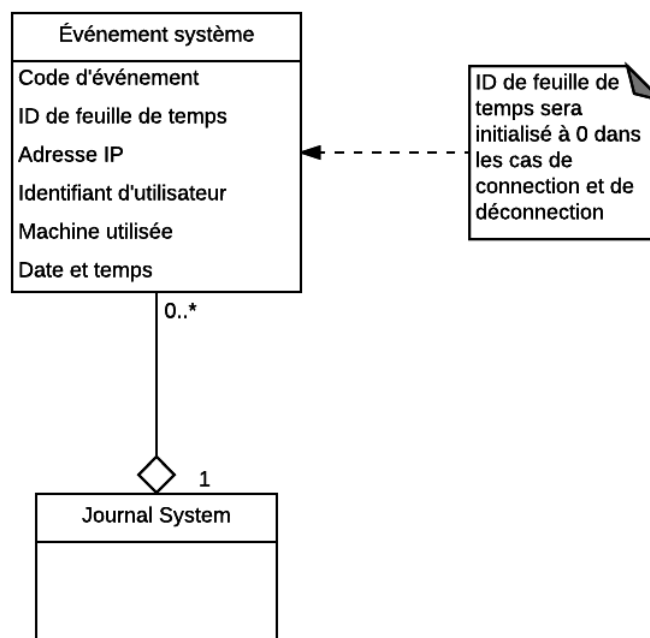 Événement système
Code d'événement
ID de feuille de temps
Adresse IP
Identifiant d'utilisateur
Machine utilisée
Date et temps
ID de feuille de
temps sera
initialisé à 0 dans
les cas de
connection et de
déconnection
0..*
1
Journal System